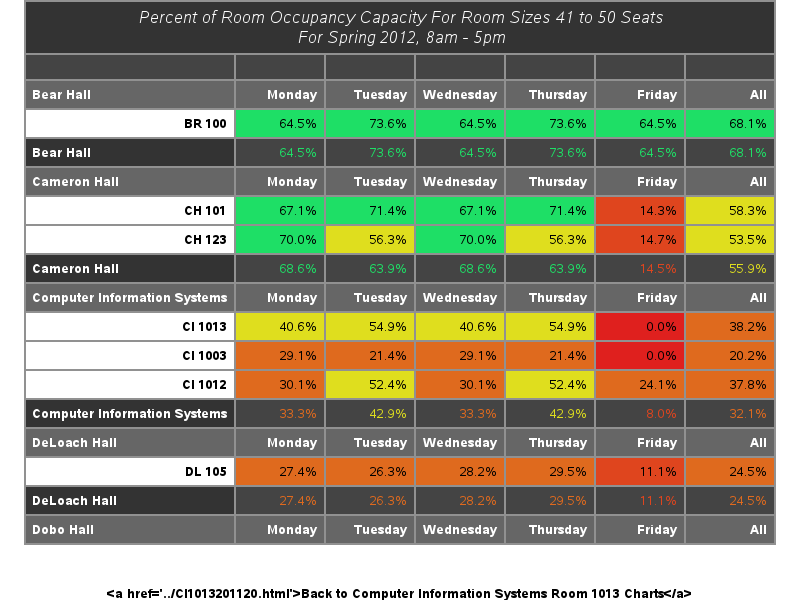 Percent of Room Occupancy Capacity For Room Sizes 41 to 50 Seats
For Spring 2012, 8am - 5pm
Bear Hall Monday Tuesday Wednesday Thursday Friday All
BR 100 64.5% 73.6% 64.5% 73.6% 64.5% 68.1%
Bear Hall 64.5% 73.6% 64.5% 73.6% 64.5% 68.1%
Cameron Hall Monday Tuesday Wednesday Thursday Friday All
CH 101 67.1% 71.4% 67.1% 71.4% 14.3% 58.3%
CH 123 70.0% 56.3% 70.0% 56.3% 14.7% 53.5%
Cameron Hall 68.6% 63.9% 68.6% 63.9% 14.5% 55.9%
Computer Information Systems Monday Tuesday Wednesday Thursday Friday All
CI 1013 40.6% 54.9% 40.6% 54.9% 0.0% 38.2%
CI 1003 29.1% 21.4% 29.1% 21.4% 0.0% 20.2%
CI 1012 30.1% 52.4% 30.1% 52.4% 24.1% 37.8%
Computer Information Systems 33.3% 42.9% 33.3% 42.9% 8.0% 32.1%
DeLoach Hall Monday Tuesday Wednesday Thursday Friday All
DL 105 27.4% 26.3% 28.2% 29.5% 11.1% 24.5%
DeLoach Hall 27.4% 26.3% 28.2% 29.5% 11.1% 24.5%
Dobo Hall Monday Tuesday Wednesday Thursday Friday All
&lt;a href='../CI1013201120.html'&gt;Back to Computer Information Systems Room 1013 Charts&lt;/a&gt;